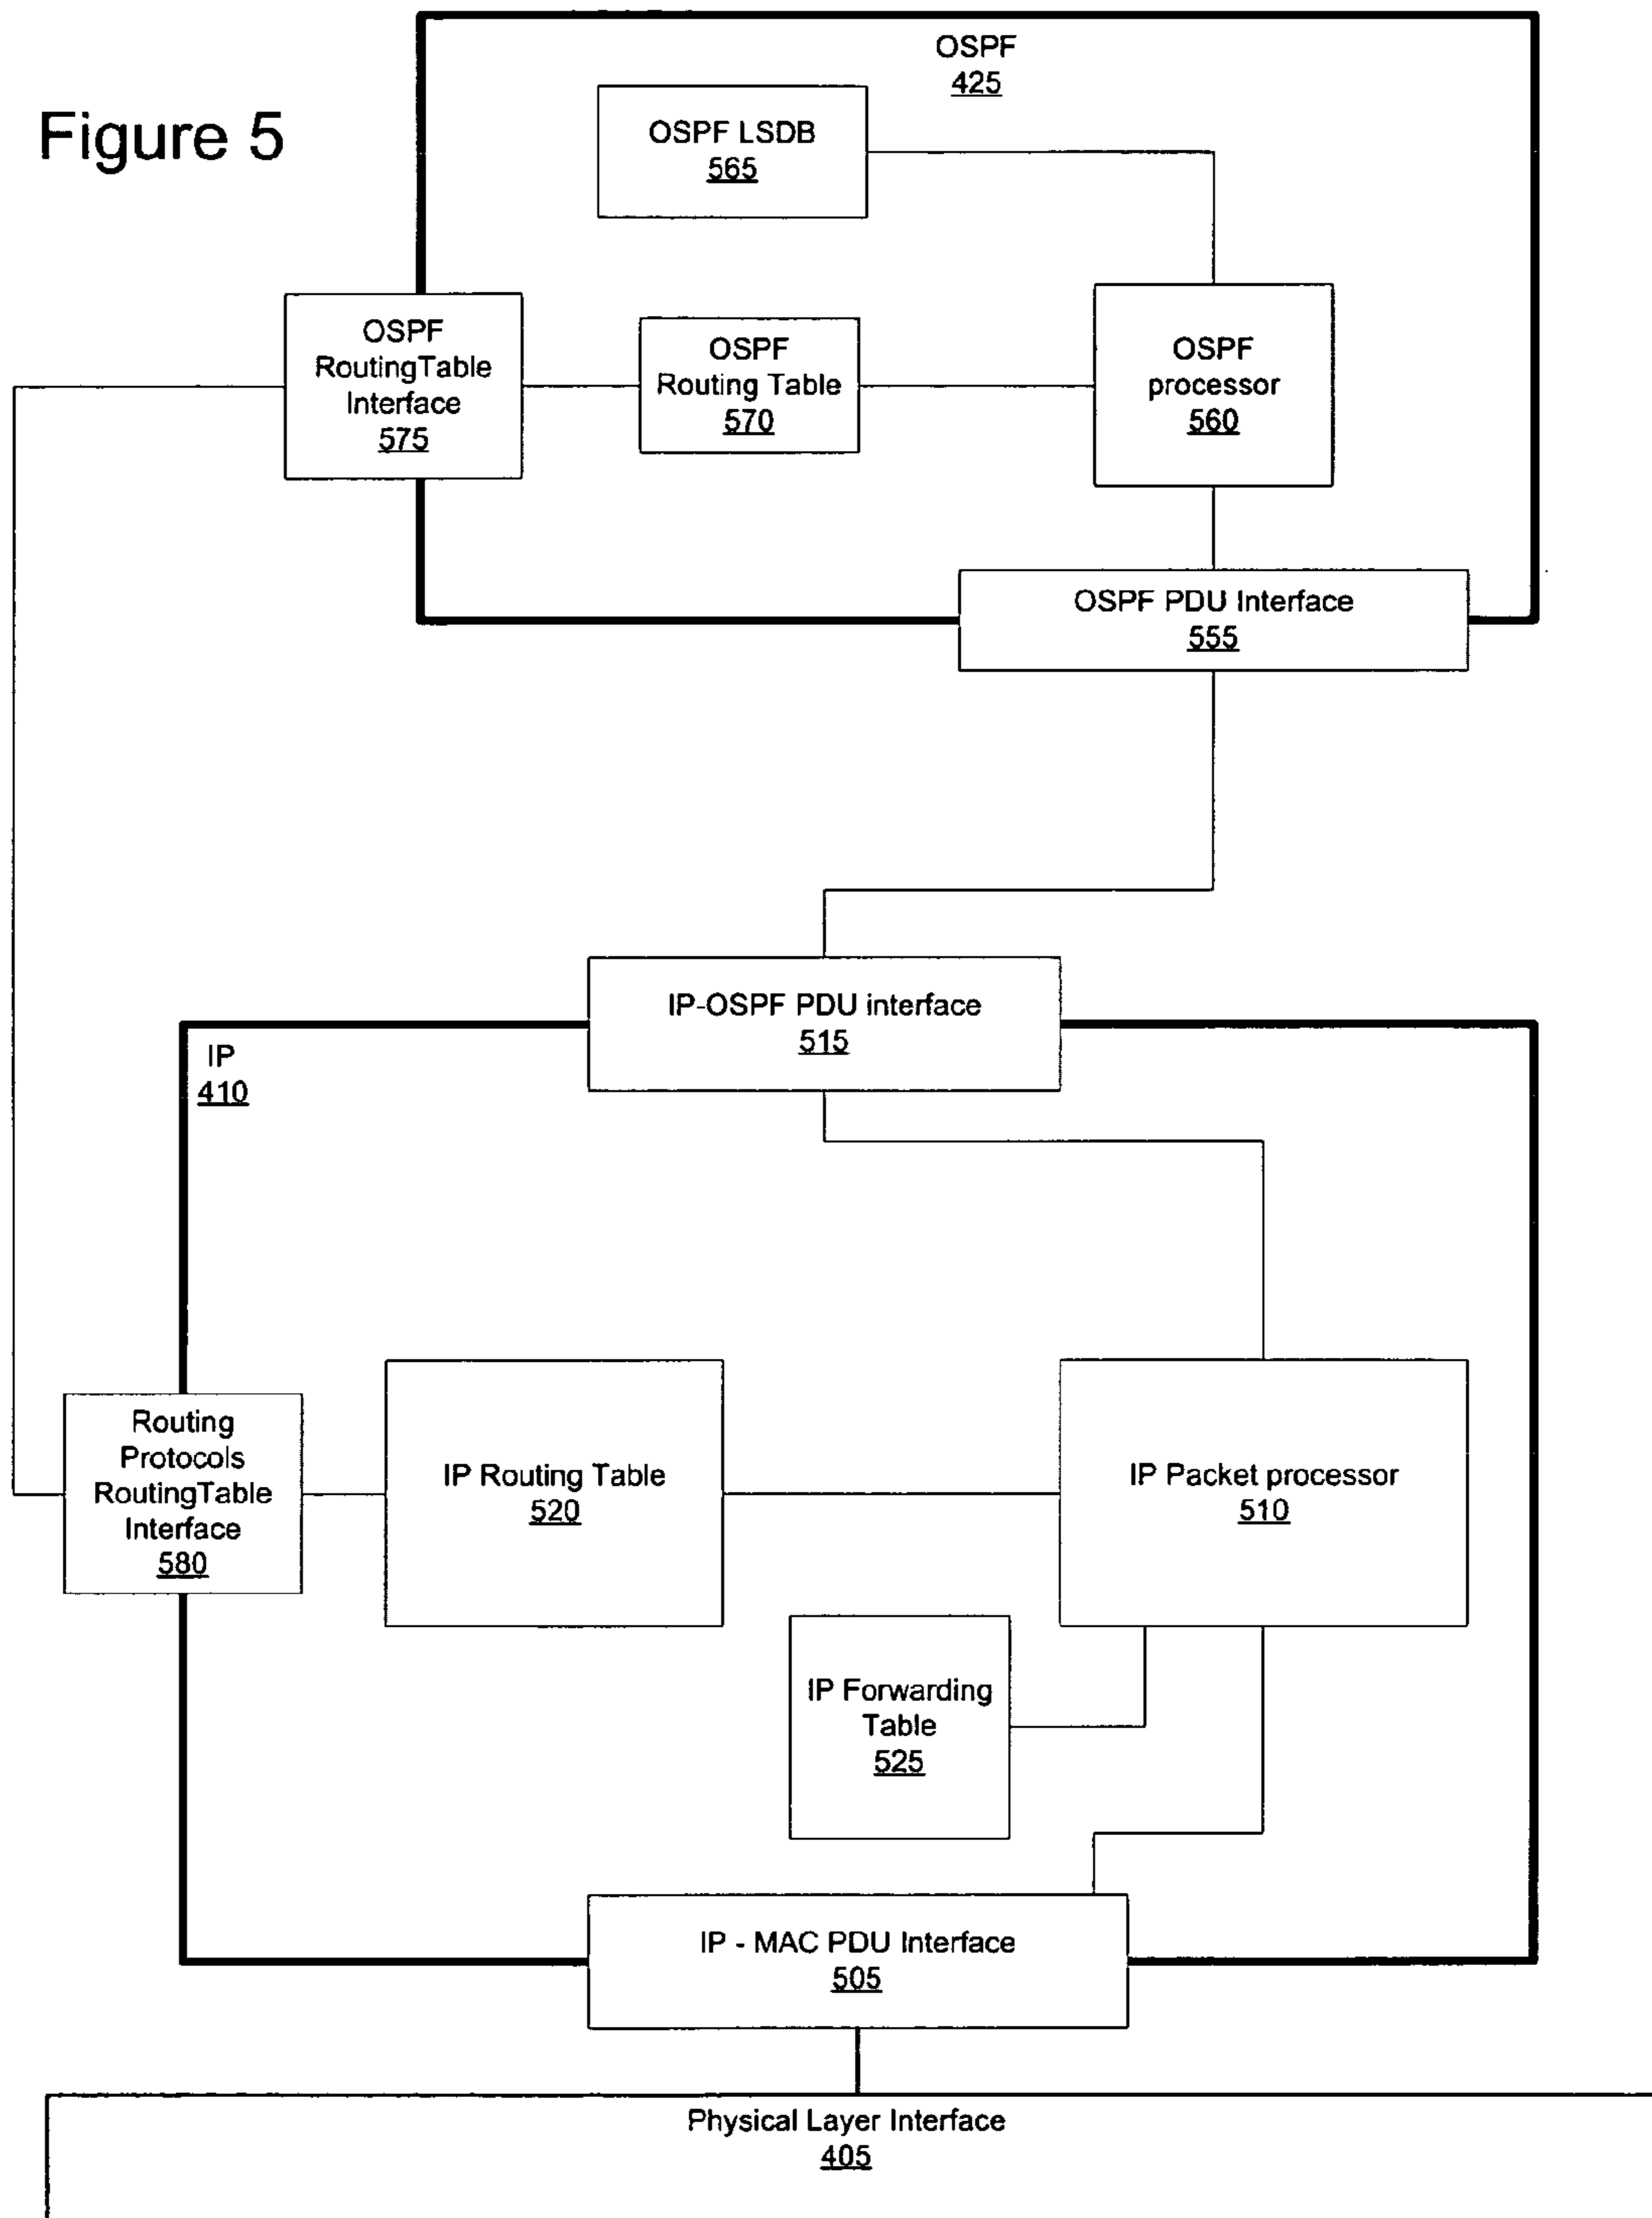 Figure 5
OSPF
425
OSPF LSDB
565
OSPF
RoutingTable
Interface
575
OSPF
Routing Table
570
OSPF
processor
560
OSPF PDU Interface
555
IP-OSPF PDU interface
515
IP
410
Routing
Protocols
RoutingTable
Interface
580
IP Routing Table
520
IP Packet processor
510
IP Forwarding
Table
525
IP - MAC PDU Interface
505
Physical Layer Interface
405